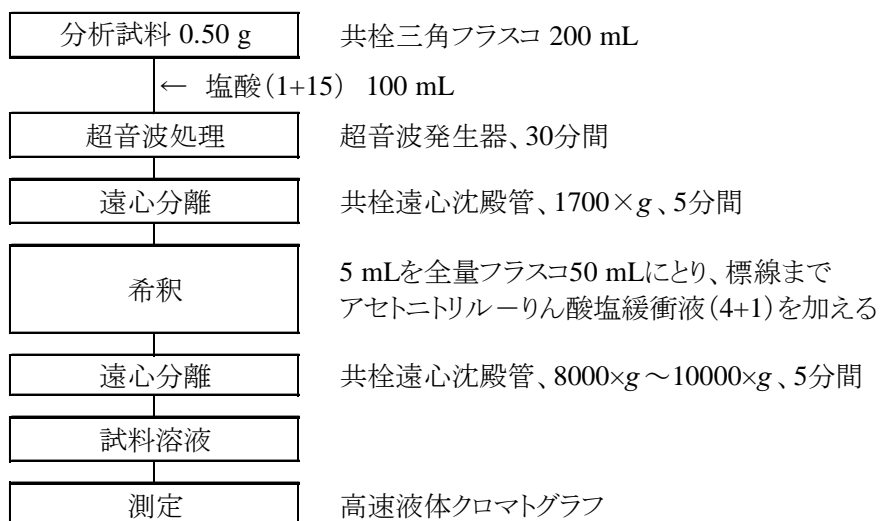 分析試料 0.50 g 共栓三角フラスコ 200 mL
← 塩酸(1+15) 100 mL
超音波処理 超音波発生器、30分間
遠心分離 共栓遠心沈殿管、1700×g、5分間
希釈 5 mLを全量フラスコ50 mLにとり、標線まで
アセトニトリル-りん酸塩緩衝液(4+1)を加える
遠心分離 共栓遠心沈殿管、8000×g～10000×g、5分間
試料溶液
測定 高速液体クロマトグラフ